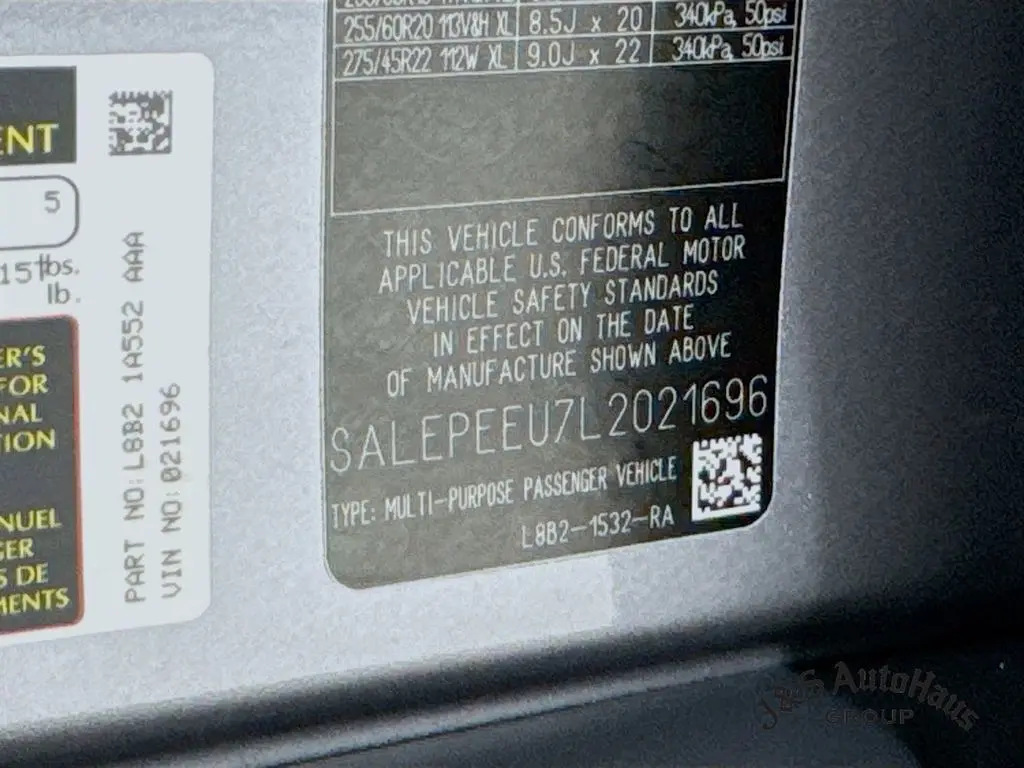 ENT
5
15 lbs.
lb.
ER'S
FOR
NAL
TION
NUEL
GER
S DE
MENTS
PART NO:L8B2 1A552 AAA
VIN NO:021696
255/60R20 113V&H XL 8.5J x 20 340kPa, 50psi
275/45R22 112W XL 9.0J x 22 340kPa, 50psi
THIS VEHICLE CONFORMS TO ALL
APPLICABLE U.S. FEDERAL MOTOR
VEHICLE SAFETY STANDARDS
IN EFFECT ON THE DATE
OF MANUFACTURE SHOWN ABOVE
SALEPEEU7L2021696
TYPE: MULTI-PURPOSE PASSENGER VEHICLE
L8B2-1532-RA
AutoHaus
GROUP